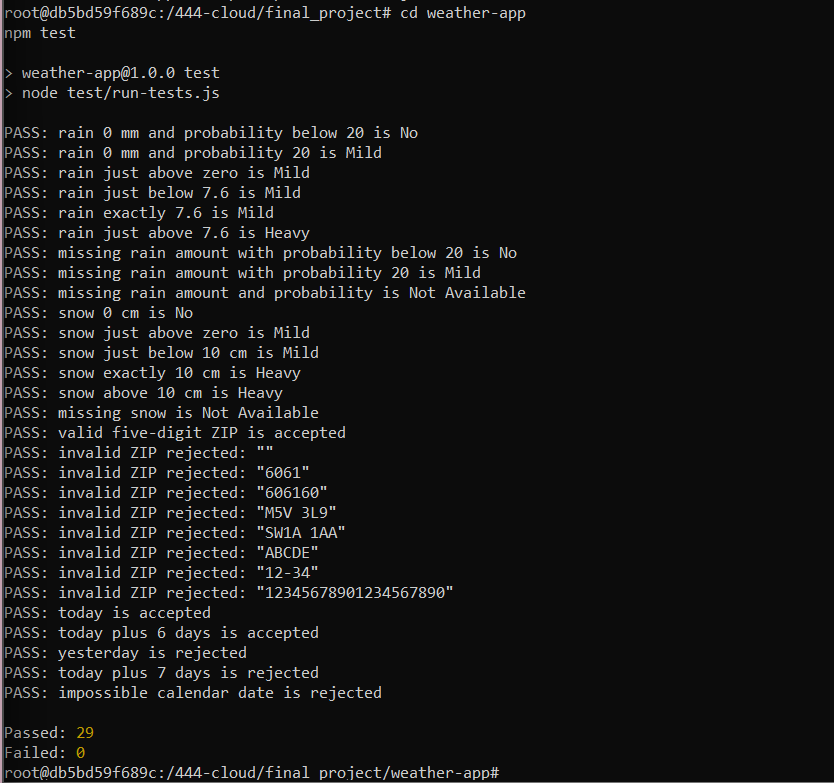 root@db5bd59f689c:/444-cloud/final_project# cd weather-app
npm test
> weather-app@1.0.0 test
> node test/run-tests.js
PASS: rain 0 mm and probability below 20 is No
PASS: rain 0 mm and probability 20 is Mild
PASS: rain just above zero is Mild
PASS: rain just below 7.6 is Mild
PASS: rain exactly 7.6 is Mild
PASS: rain just above 7.6 is Heavy
PASS: missing rain amount with probability below 20 is No
PASS: missing rain amount with probability 20 is Mild
PASS: missing rain amount and probability is Not Available
PASS: snow 0 cm is No
PASS: snow just above zero is Mild
PASS: snow just below 10 cm is Mild
PASS: snow exactly 10 cm is Heavy
PASS: snow above 10 cm is Heavy
PASS: missing snow is Not Available
PASS: valid five-digit ZIP is accepted
PASS: invalid ZIP rejected: ""
PASS: invalid ZIP rejected: "6061"
PASS: invalid ZIP rejected: "606160"
PASS: invalid ZIP rejected: "M5V 3L9"
PASS: invalid ZIP rejected: "SW1A 1AA"
PASS: invalid ZIP rejected: "ABCDE"
PASS: invalid ZIP rejected: "12-34"
PASS: invalid ZIP rejected: "12345678901234567890"
PASS: today is accepted
PASS: today plus 6 days is accepted
PASS: yesterday is rejected
PASS: today plus 7 days is rejected
PASS: impossible calendar date is rejected
Passed: 29
Failed: 0
root@db5bd59f689c:/444-cloud/final_project/weather-app#